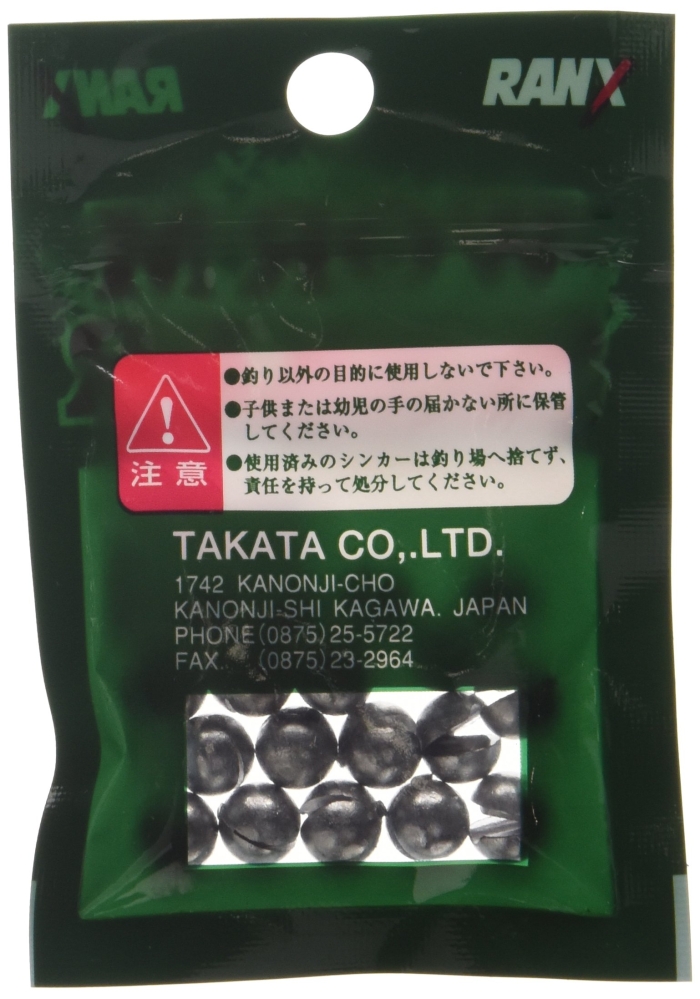 RANX
RANX
●釣り以外の目的に使用しないで下さい。
●子供または幼児の手の届かない所に保管
してください。
●使用済みのシンカーは釣り場へ捨てず、
責任を持って処分してください。
注意
TAKATA CO,.LTD.
1742 KANONJI-CHO
KANONJI-SHI KAGAWA. JAPAN
PHONE(0875)25-5722
FAX. (0875)23-2964